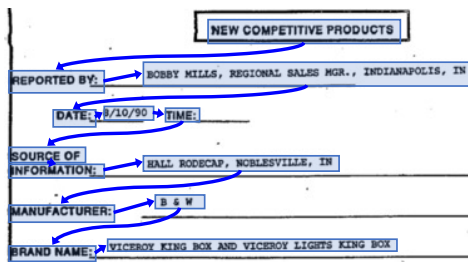 NEW COMPETITIVE PRODUCTS
REPORTED BY: BOBBY MILLS, REGIONAL SALES MGR., INDIANAPOLIS, IN
DATE: 8/10/90 TIME:
SOURCE OF
INFORMATION: HALL RODECAP, NOBLESVILLE, IN
MANUFACTURER: B & W
BRAND NAME: VICEROY KING BOX AND VICEROY LIGHTS KING BOX